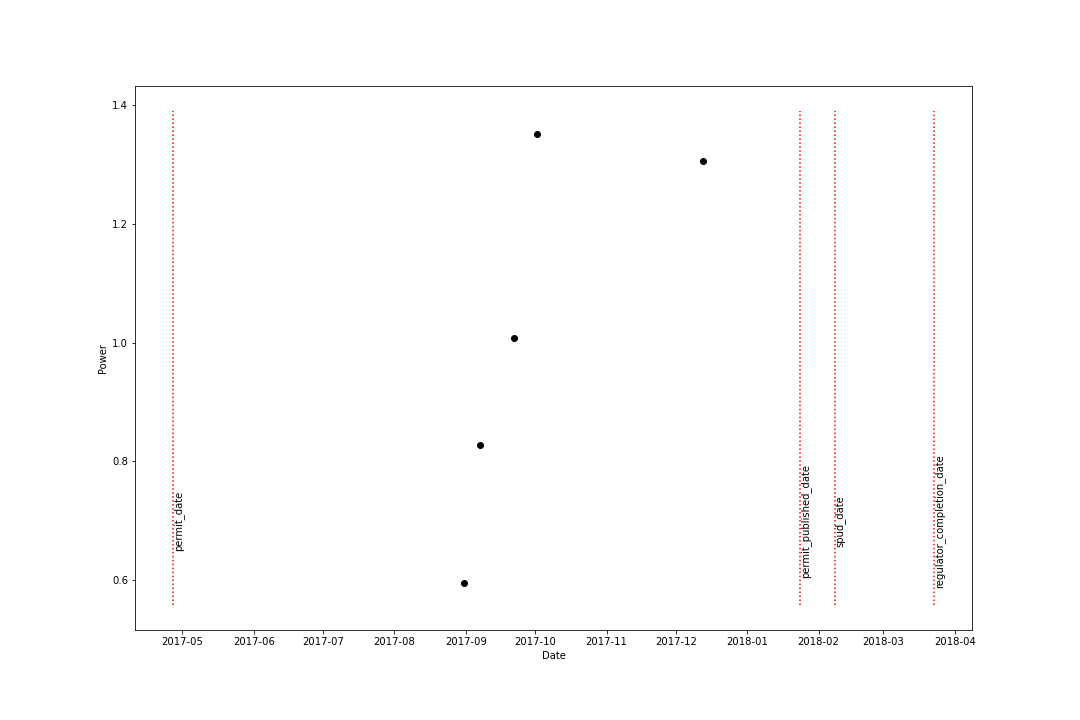 1.4
1.2
1.0
0.8
0.6
Power
permit_date
permit_published_date
spud_date
regulator_completion_date
2017-05 2017-06 2017-07 2017-08 2017-09 2017-10 2017-11 2017-12 2018-01 2018-02 2018-03 2018-04
Date